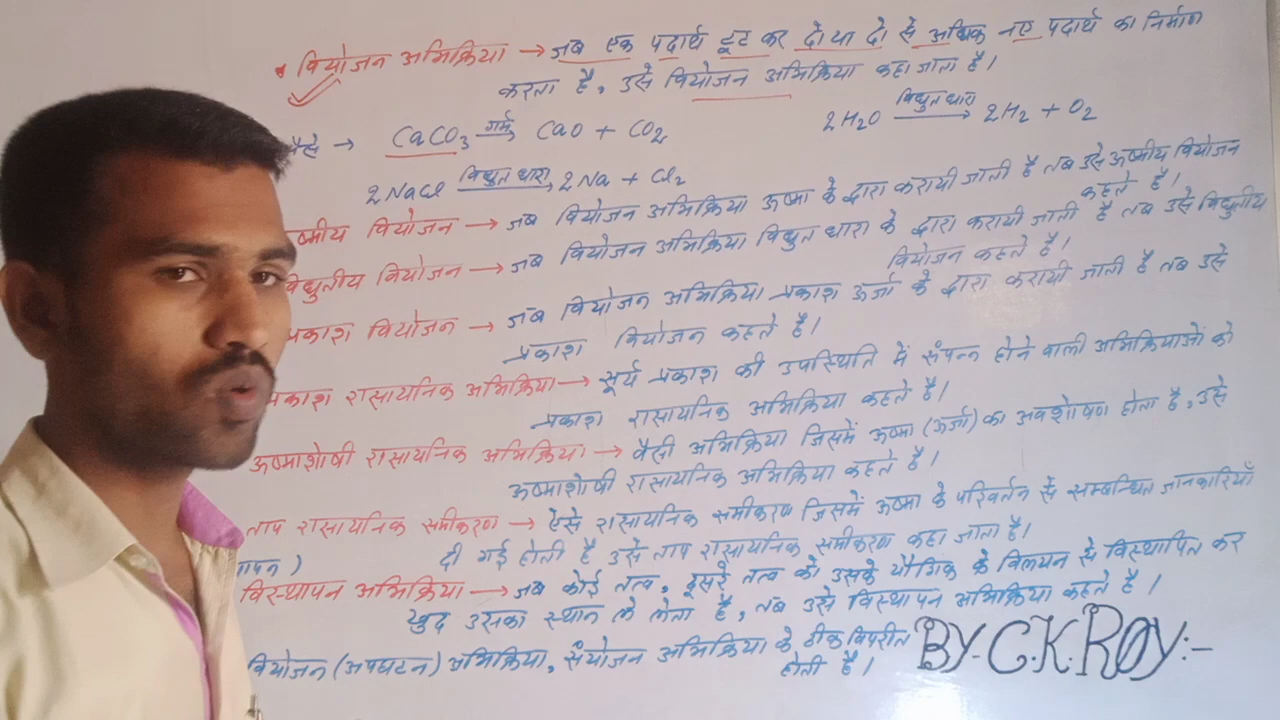 वियोजन अभिक्रिया → जब एक पदार्थ टूट कर दो या दो से अधिक नए पदार्थ का निर्माण
करता है, उसे वियोजन अभिक्रिया कहा जाता है।
जैसे → CaCO₃ गर्म→ CaO + CO₂ 2H₂O विद्युत धारा→ 2H₂ + O₂
2NaCl विद्युत धारा→ 2Na + Cl₂
ष्मीय वियोजन → जब वियोजन अभिक्रिया ऊष्मा के द्वारा करायी जाती है तब उसे ऊष्मीय वियोजन
कहते है।
विद्युतीय वियोजन → जब वियोजन अभिक्रिया विद्युत धारा के द्वारा करायी जाती है तब उसे विद्युतीय
वियोजन कहते है।
प्रकाश वियोजन → जब वियोजन अभिक्रिया प्रकाश ऊर्जा के द्वारा करायी जाती है तब उसे
प्रकाश वियोजन कहते है।
प्रकाश रासायनिक अभिक्रिया → सूर्य प्रकाश की उपस्थिति में संपन्न होने वाली अभिक्रियाओं को
प्रकाश रासायनिक अभिक्रिया कहते है।
ऊष्माशोषी रासायनिक अभिक्रिया → वैसी अभिक्रिया जिसमें ऊष्मा (ऊर्जा) का अवशोषण होता है, उसे
ऊष्माशोषी रासायनिक अभिक्रिया कहते है।
ताप रासायनिक समीकरण → ऐसे रासायनिक समीकरण जिसमें ऊष्मा के परिवर्तन से सम्बन्धित जानकारियाँ
दी गई होती है उसे ताप रासायनिक समीकरण कहा जाता है।
विस्थापन अभिक्रिया → जब कोई तत्व, दूसरे तत्व को उसके यौगिक के विलयन से विस्थापित कर
खुद उसका स्थान ले लेता है, तब उसे विस्थापन अभिक्रिया कहते है।
वियोजन (अपघटन) अभिक्रिया, संयोजन अभिक्रिया के ठीक विपरीत
होती है।
BY-C.K.ROY:-